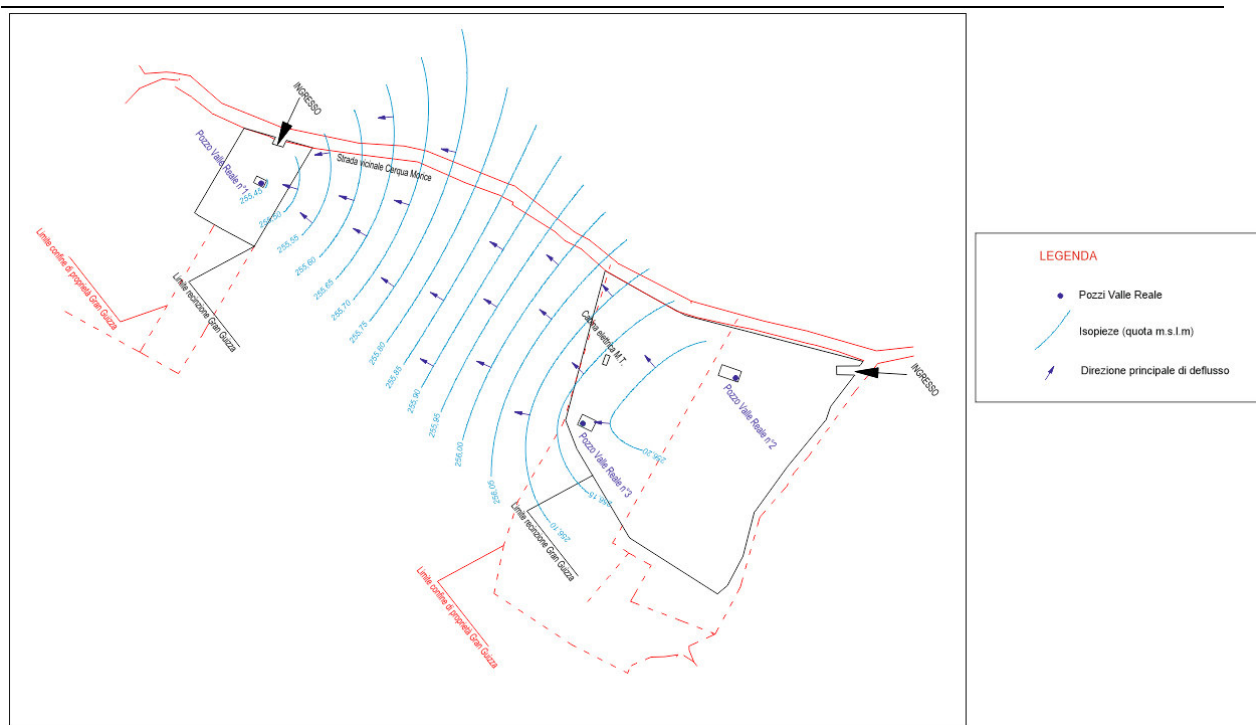 INGRESSO
Pozzo Valle Reale n°1
Strada vicinale Cerqua Morice
255,45
255,50
255,55
255,60
255,65
255,70
255,75
255,80
255,85
255,90
255,95
256,00
256,05
256,10
256,15
256,20
Limite confine di proprietà Gran Guizza
Limite recinzione Gran Guizza
Cabina elettrica M.T.
Pozzo Valle Reale n°2
INGRESSO
Pozzo Valle Reale n°3
Limite recinzione Gran Guizza
Limite confine di proprietà Gran Guizza
LEGENDA
Pozzi Valle Reale
Isopieze (quota m.s.l.m)
Direzione principale di deflusso